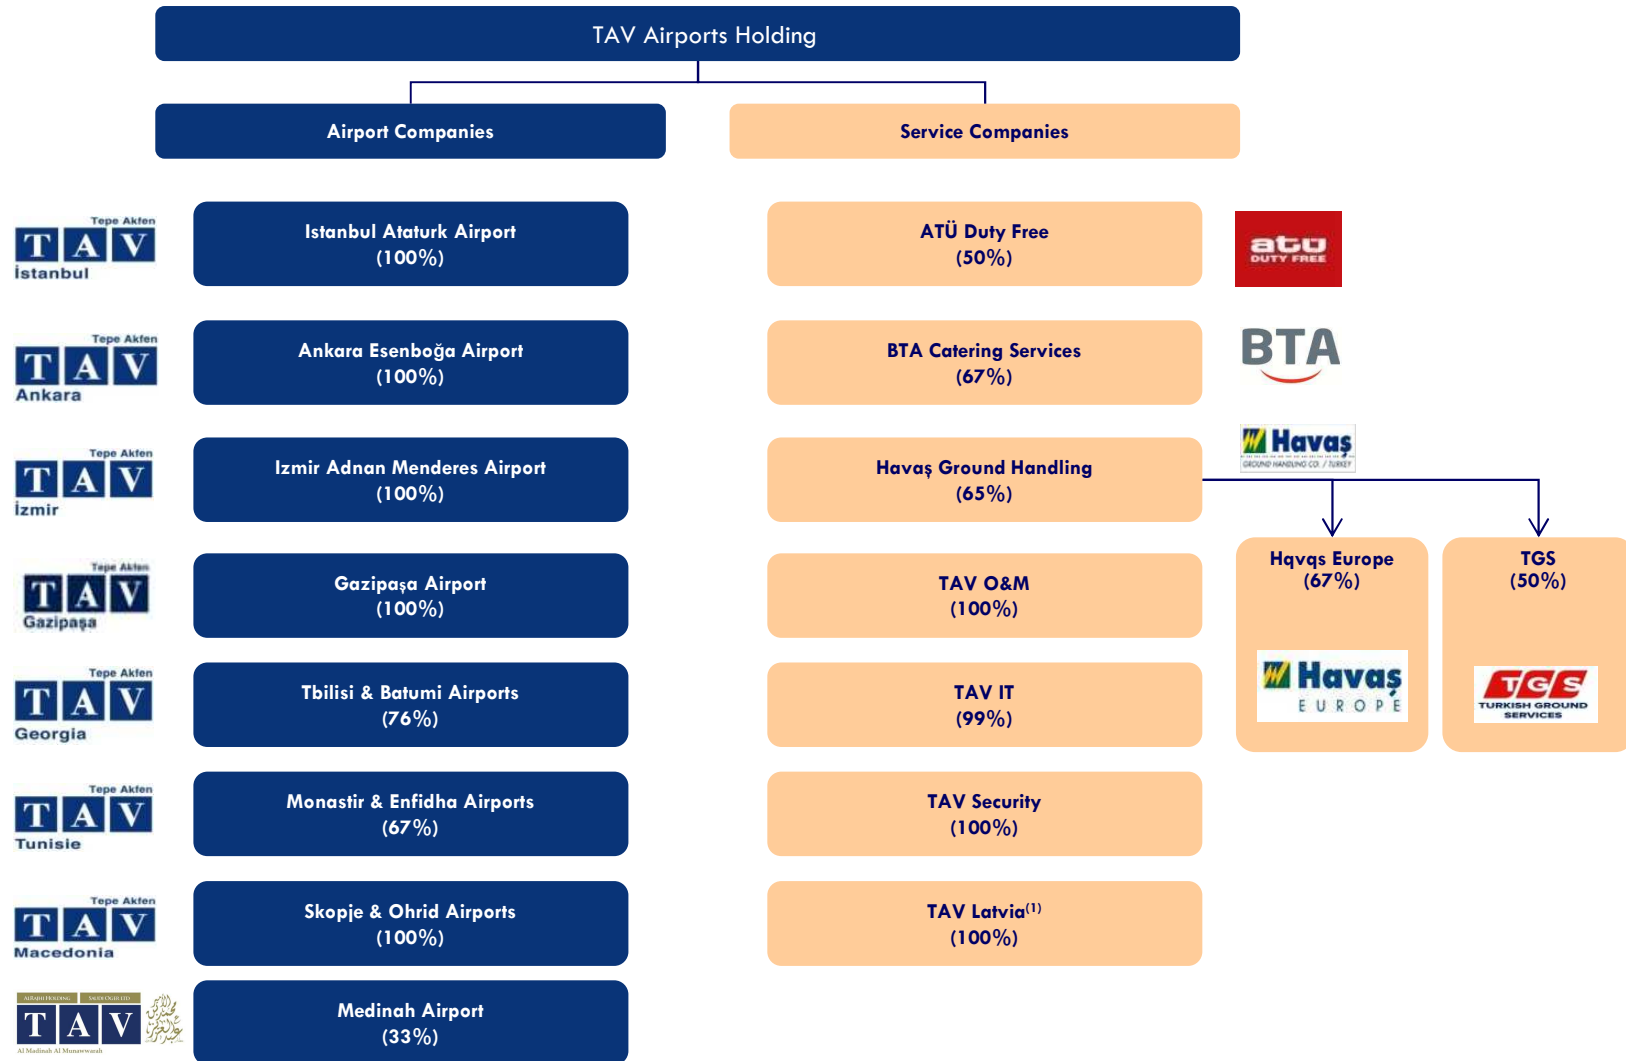 TAV Airports Holding
Airport Companies
Service Companies
Tepe Akfen
TAV
İstanbul
Istanbul Ataturk Airport
(100%)
ATÜ Duty Free
(50%)
atü
DUTY FREE
Tepe Akfen
TAV
Ankara
Ankara Esenboğa Airport
(100%)
BTA Catering Services
(67%)
BTA
Tepe Akfen
TAV
İzmir
Izmir Adnan Menderes Airport
(100%)
Havaş Ground Handling
(65%)
Havaş
GROUND HANDLING CO. / TURKEY
Tepe Akfen
TAV
Gazipaşa
Gazipaşa Airport
(100%)
TAV O&M
(100%)
Hqvqs Europe
(67%)
Havaş
EUROPE
TGS
(50%)
TGS
TURKISH GROUND
SERVICES
Tepe Akfen
TAV
Georgia
Tbilisi & Batumi Airports
(76%)
TAV IT
(99%)
Tepe Akfen
TAV
Tunisie
Monastir & Enfidha Airports
(67%)
TAV Security
(100%)
Tepe Akfen
TAV
Macedonia
Skopje & Ohrid Airports
(100%)
TAV Latvia(1)
(100%)
TAV
Al Madinah Al Munawwarah
Medinah Airport
(33%)